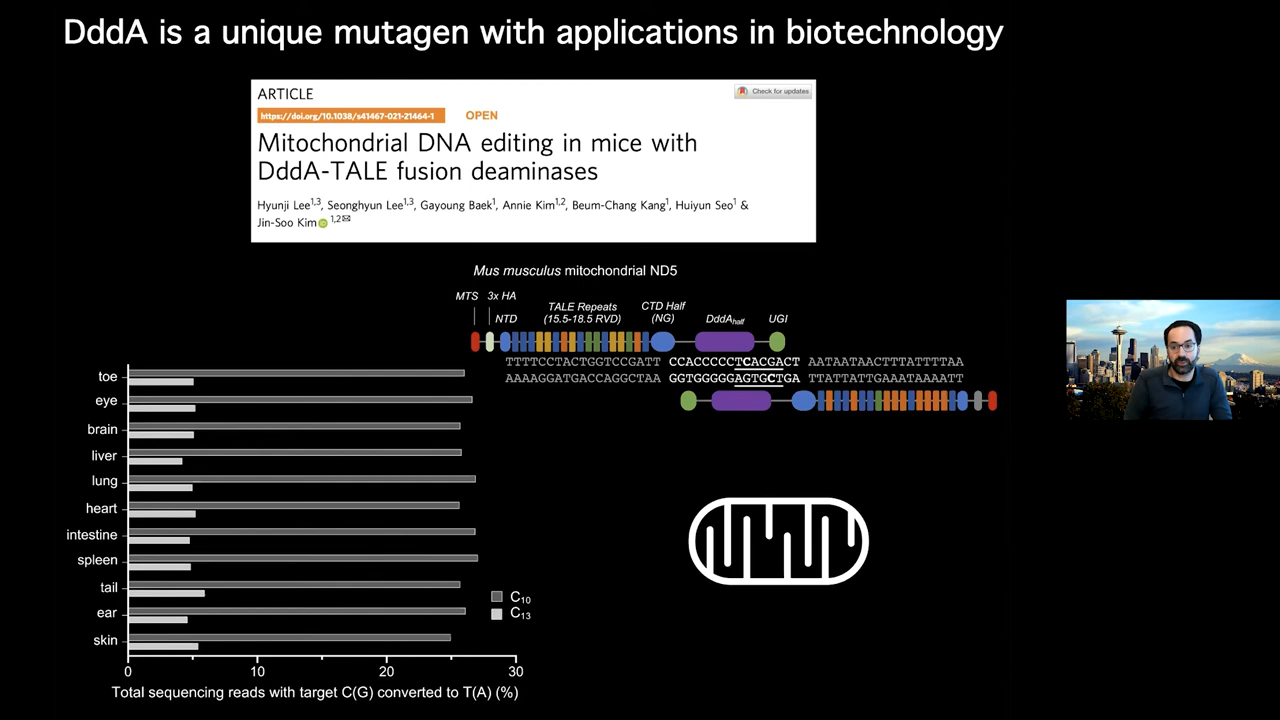 DddA is a unique mutagen with applications in biotechnology
ARTICLE
Check for updates
https://doi.org/10.1038/s41467-021-21464-1 OPEN
Mitochondrial DNA editing in mice with
DddA-TALE fusion deaminases
Hyunji Lee1,3, Seonghyun Lee1,3, Gayoung Baek1, Annie Kim1,2, Beum-Chang Kang1, Huiyun Seo1 &
Jin-Soo Kim 1,2✉
Mus musculus mitochondrial ND5
MTS 3x HA
NTD
TALE Repeats
(15.5-18.5 RVD)
CTD Half
(NG)
DddAhalf
UGI
TTTTCCTACTGGTCCGATT CCACCCCCTCACGACT AATAATAACTTTATTTTAA
AAAAGGATGACCAGGCTAA GGTGGGGGAGTGCTGA TTATTATTGAAATAAAATT
toe
eye
brain
liver
lung
heart
intestine
spleen
tail
ear
skin
C10
C13
0 10 20 30
Total sequencing reads with target C(G) converted to T(A) (%)